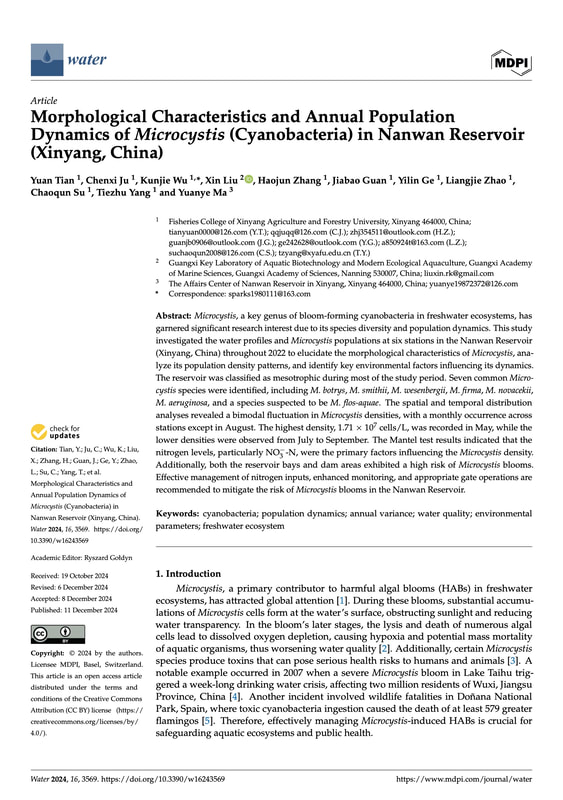 water
MDPI
Article
Morphological Characteristics and Annual Population
Dynamics of Microcystis (Cyanobacteria) in Nanwan Reservoir
(Xinyang, China)
Yuan Tian 1, Chenxi Ju 1, Kunjie Wu 1,*, Xin Liu 2, Haojun Zhang 1, Jiabao Guan 1, Yilin Ge 1, Liangjie Zhao 1,
Chaoqun Su 1, Tiezhu Yang 1 and Yuanye Ma 3
1 Fisheries College of Xinyang Agriculture and Forestry University, Xinyang 464000, China;
tianyuan0000@126.com (Y.T.); qqjuqq@126.com (C.J.); zhj354511@outlook.com (H.Z.);
guanjb0906@outlook.com (J.G.); ge242628@outlook.com (Y.G.); a850924t@163.com (L.Z.);
suchaoqun2008@126.com (C.S.); tzyang@xyafu.edu.cn (T.Y.)
2 Guangxi Key Laboratory of Aquatic Biotechnology and Modern Ecological Aquaculture, Guangxi Academy
of Marine Sciences, Guangxi Academy of Sciences, Nanning 530007, China; liuxin.rk@gmail.com
3 The Affairs Center of Nanwan Reservoir in Xinyang, Xinyang 464000, China; yuanye19872372@126.com
* Correspondence: sparks1980111@163.com
Abstract: Microcystis, a key genus of bloom-forming cyanobacteria in freshwater ecosystems, has
garnered significant research interest due to its species diversity and population dynamics. This study
investigated the water profiles and Microcystis populations at six stations in the Nanwan Reservoir
(Xinyang, China) throughout 2022 to elucidate the morphological characteristics of Microcystis, ana-
lyze its population density patterns, and identify key environmental factors influencing its dynamics.
The reservoir was classified as mesotrophic during most of the study period. Seven common Micro-
cystis species were identified, including M. botrys, M. smithii, M. wesenbergii, M. firma, M. novacekii,
M. aeruginosa, and a species suspected to be M. flos-aquae. The spatial and temporal distribution
analyses revealed a bimodal fluctuation in Microcystis densities, with a monthly occurrence across
stations except in August. The highest density, 1.71 × 10⁷ cells/L, was recorded in May, while the
lower densities were observed from July to September. The Mantel test results indicated that the
nitrogen levels, particularly NO₃⁻-N, were the primary factors influencing the Microcystis density.
Additionally, both the reservoir bays and dam areas exhibited a high risk of Microcystis blooms.
Effective management of nitrogen inputs, enhanced monitoring, and appropriate gate operations are
recommended to mitigate the risk of Microcystis blooms in the Nanwan Reservoir.
Keywords: cyanobacteria; population dynamics; annual variance; water quality; environmental
parameters; freshwater ecosystem
check for
updates
Citation: Tian, Y.; Ju, C.; Wu, K.; Liu,
X.; Zhang, H.; Guan, J.; Ge, Y.; Zhao,
L.; Su, C.; Yang, T.; et al.
Morphological Characteristics and
Annual Population Dynamics of
Microcystis (Cyanobacteria) in
Nanwan Reservoir (Xinyang, China).
Water 2024, 16, 3569. https://doi.org/
10.3390/w16243569
Academic Editor: Ryszard Gołdyn
Received: 19 October 2024
Revised: 6 December 2024
Accepted: 8 December 2024
Published: 11 December 2024
cc BY
Copyright: © 2024 by the authors.
Licensee MDPI, Basel, Switzerland.
This article is an open access article
distributed under the terms and
conditions of the Creative Commons
Attribution (CC BY) license (https://
creativecommons.org/licenses/by/
4.0/).
1. Introduction
Microcystis, a primary contributor to harmful algal blooms (HABs) in freshwater
ecosystems, has attracted global attention [1]. During these blooms, substantial accumu-
lations of Microcystis cells form at the water's surface, obstructing sunlight and reducing
water transparency. In the bloom's later stages, the lysis and death of numerous algal
cells lead to dissolved oxygen depletion, causing hypoxia and potential mass mortality
of aquatic organisms, thus worsening water quality [2]. Additionally, certain Microcystis
species produce toxins that can pose serious health risks to humans and animals [3]. A
notable example occurred in 2007 when a severe Microcystis bloom in Lake Taihu trig-
gered a week-long drinking water crisis, affecting two million residents of Wuxi, Jiangsu
Province, China [4]. Another incident involved wildlife fatalities in Doñana National
Park, Spain, where toxic cyanobacteria ingestion caused the death of at least 579 greater
flamingos [5]. Therefore, effectively managing Microcystis-induced HABs is crucial for
safeguarding aquatic ecosystems and public health.
Water 2024, 16, 3569. https://doi.org/10.3390/w16243569
https://www.mdpi.com/journal/water